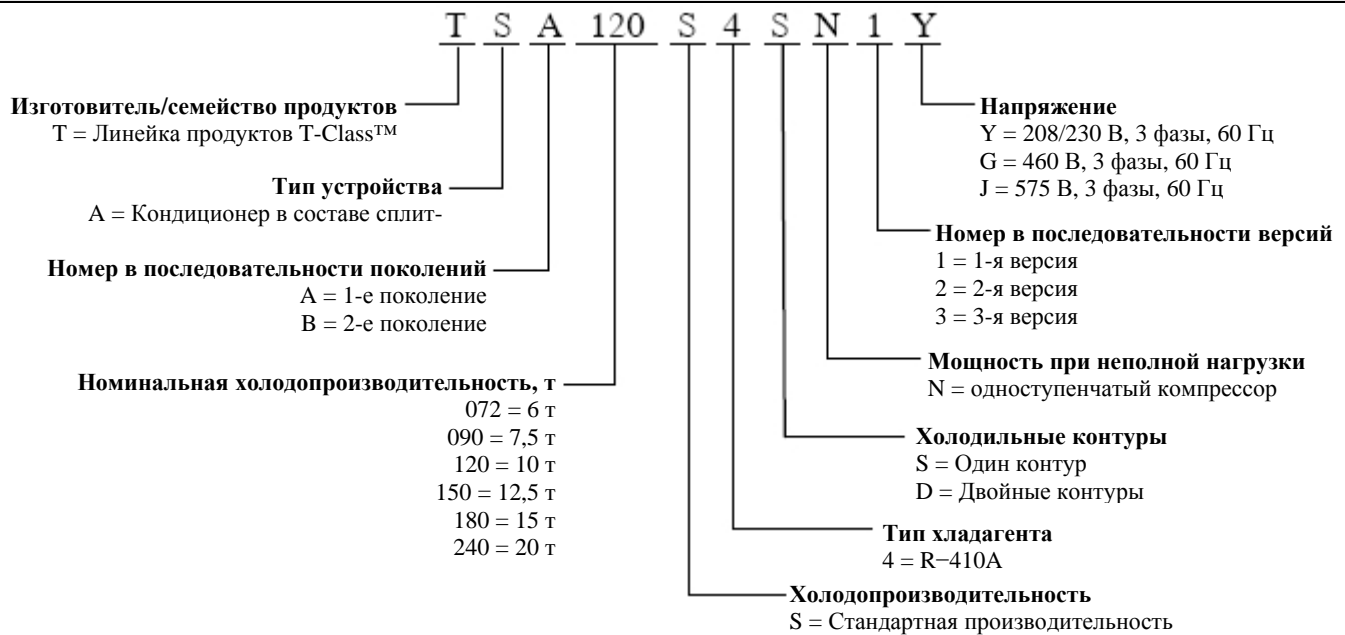 T S A 120 S 4 S N 1 Y
Изготовитель/семейство продуктов
T = Линейка продуктов T-Class™
Тип устройства
A = Кондиционер в составе сплит-
Номер в последовательности поколений
A = 1-е поколение
B = 2-е поколение
Номинальная холодопроизводительность, т
072 = 6 т
090 = 7,5 т
120 = 10 т
150 = 12,5 т
180 = 15 т
240 = 20 т
Напряжение
Y = 208/230 В, 3 фазы, 60 Гц
G = 460 В, 3 фазы, 60 Гц
J = 575 В, 3 фазы, 60 Гц
Номер в последовательности версий
1 = 1-я версия
2 = 2-я версия
3 = 3-я версия
Мощность при неполной нагрузки
N = одноступенчатый компрессор
Холодильные контуры
S = Один контур
D = Двойные контуры
Тип хладагента
4 = R−410A
Холодопроизводительность
S = Стандартная производительность